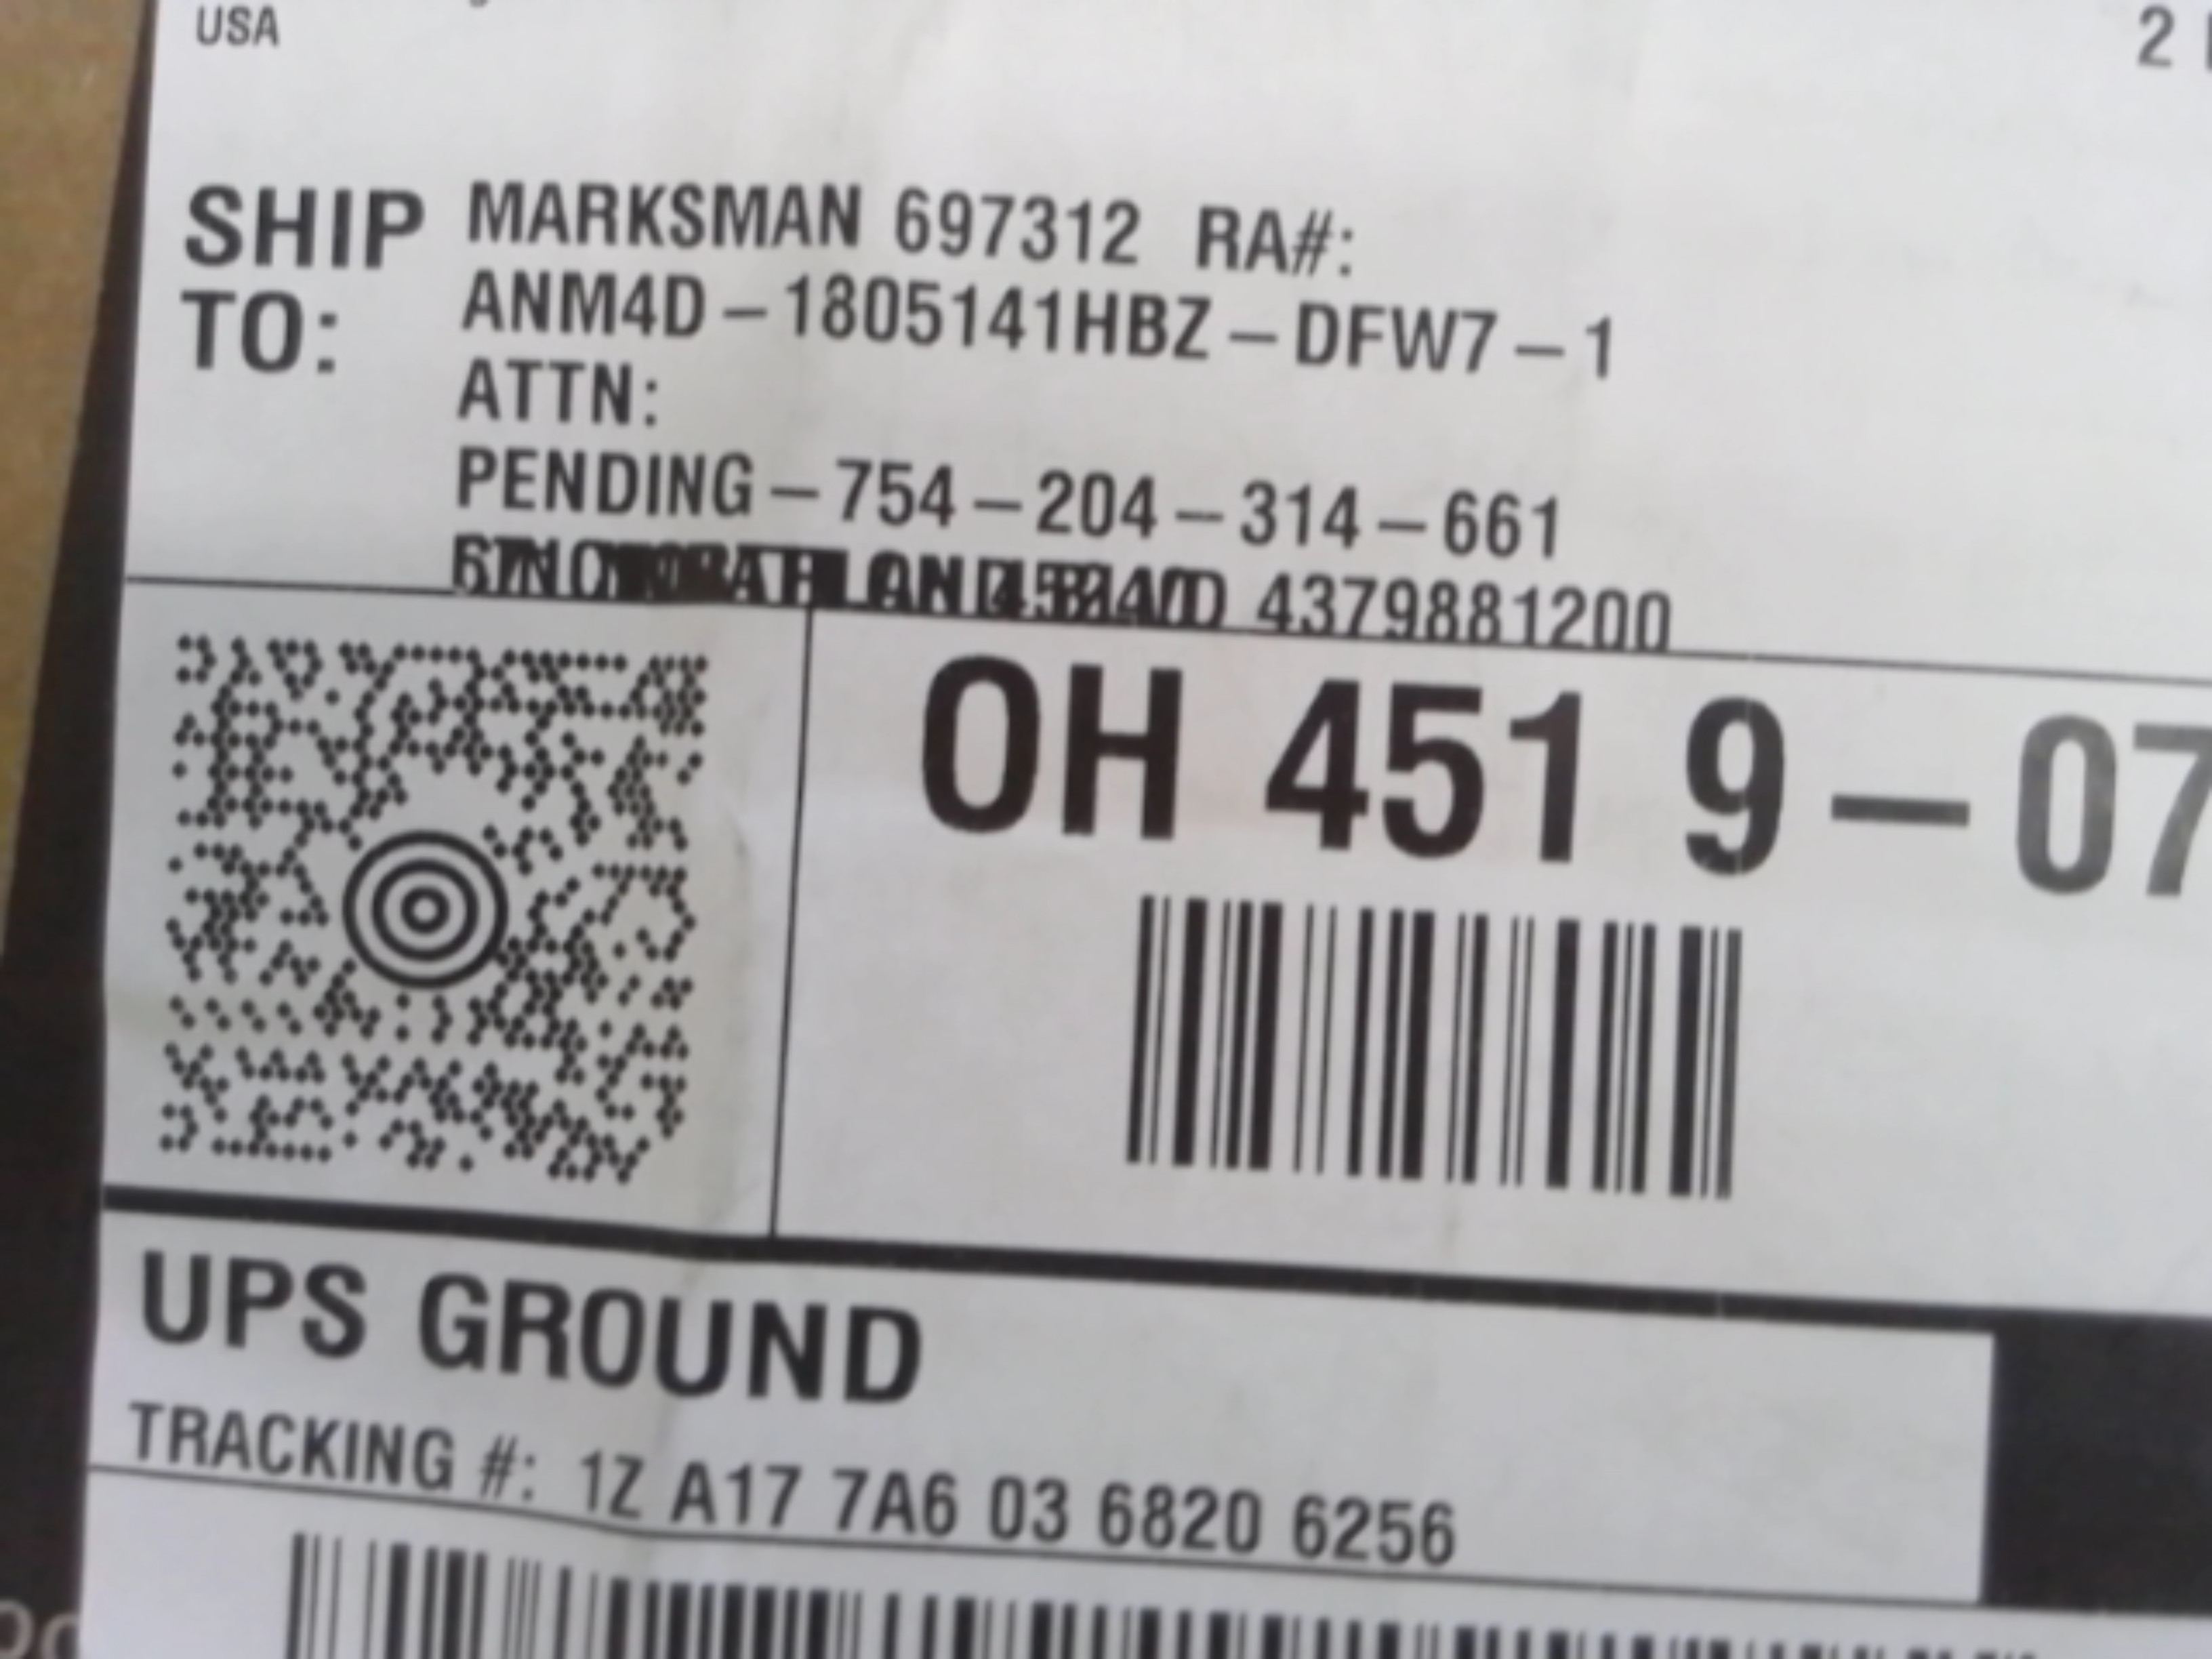 USA
2
SHIP TO:
MARKSMAN 697312 RA#:
ANM4D-1805141HBZ-DFW7-1
ATTN:
PENDING-754-204-314-661
4379881200
OH 451 9-07
UPS GROUND
TRACKING #: 1Z A17 7A6 03 6820 6256